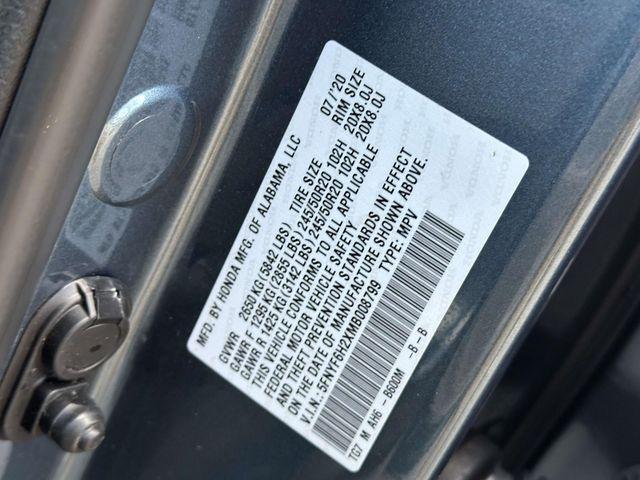 MFD. BY HONDA MFG. OF ALABAMA, LLC 07/'20
GVWR 2650 KG (5842 LBS) TIRE SIZE RIM SIZE
GAWR F 1295 KG (2855 LBS) 245/50R20 102H 20X8.0J
GAWR R 1425 KG (3142 LBS) 245/50R20 102H 20X8.0J
THIS VEHICLE CONFORMS TO ALL APPLICABLE
FEDERAL MOTOR VEHICLE SAFETY
AND THEFT PREVENTION STANDARDS IN EFFECT
ON THE DATE OF MANUFACTURE SHOWN ABOVE.
V.I.N.: 5FNYF6H2XMB008799 TYPE: MPV
TG7 M AH6 - B600M -B-B